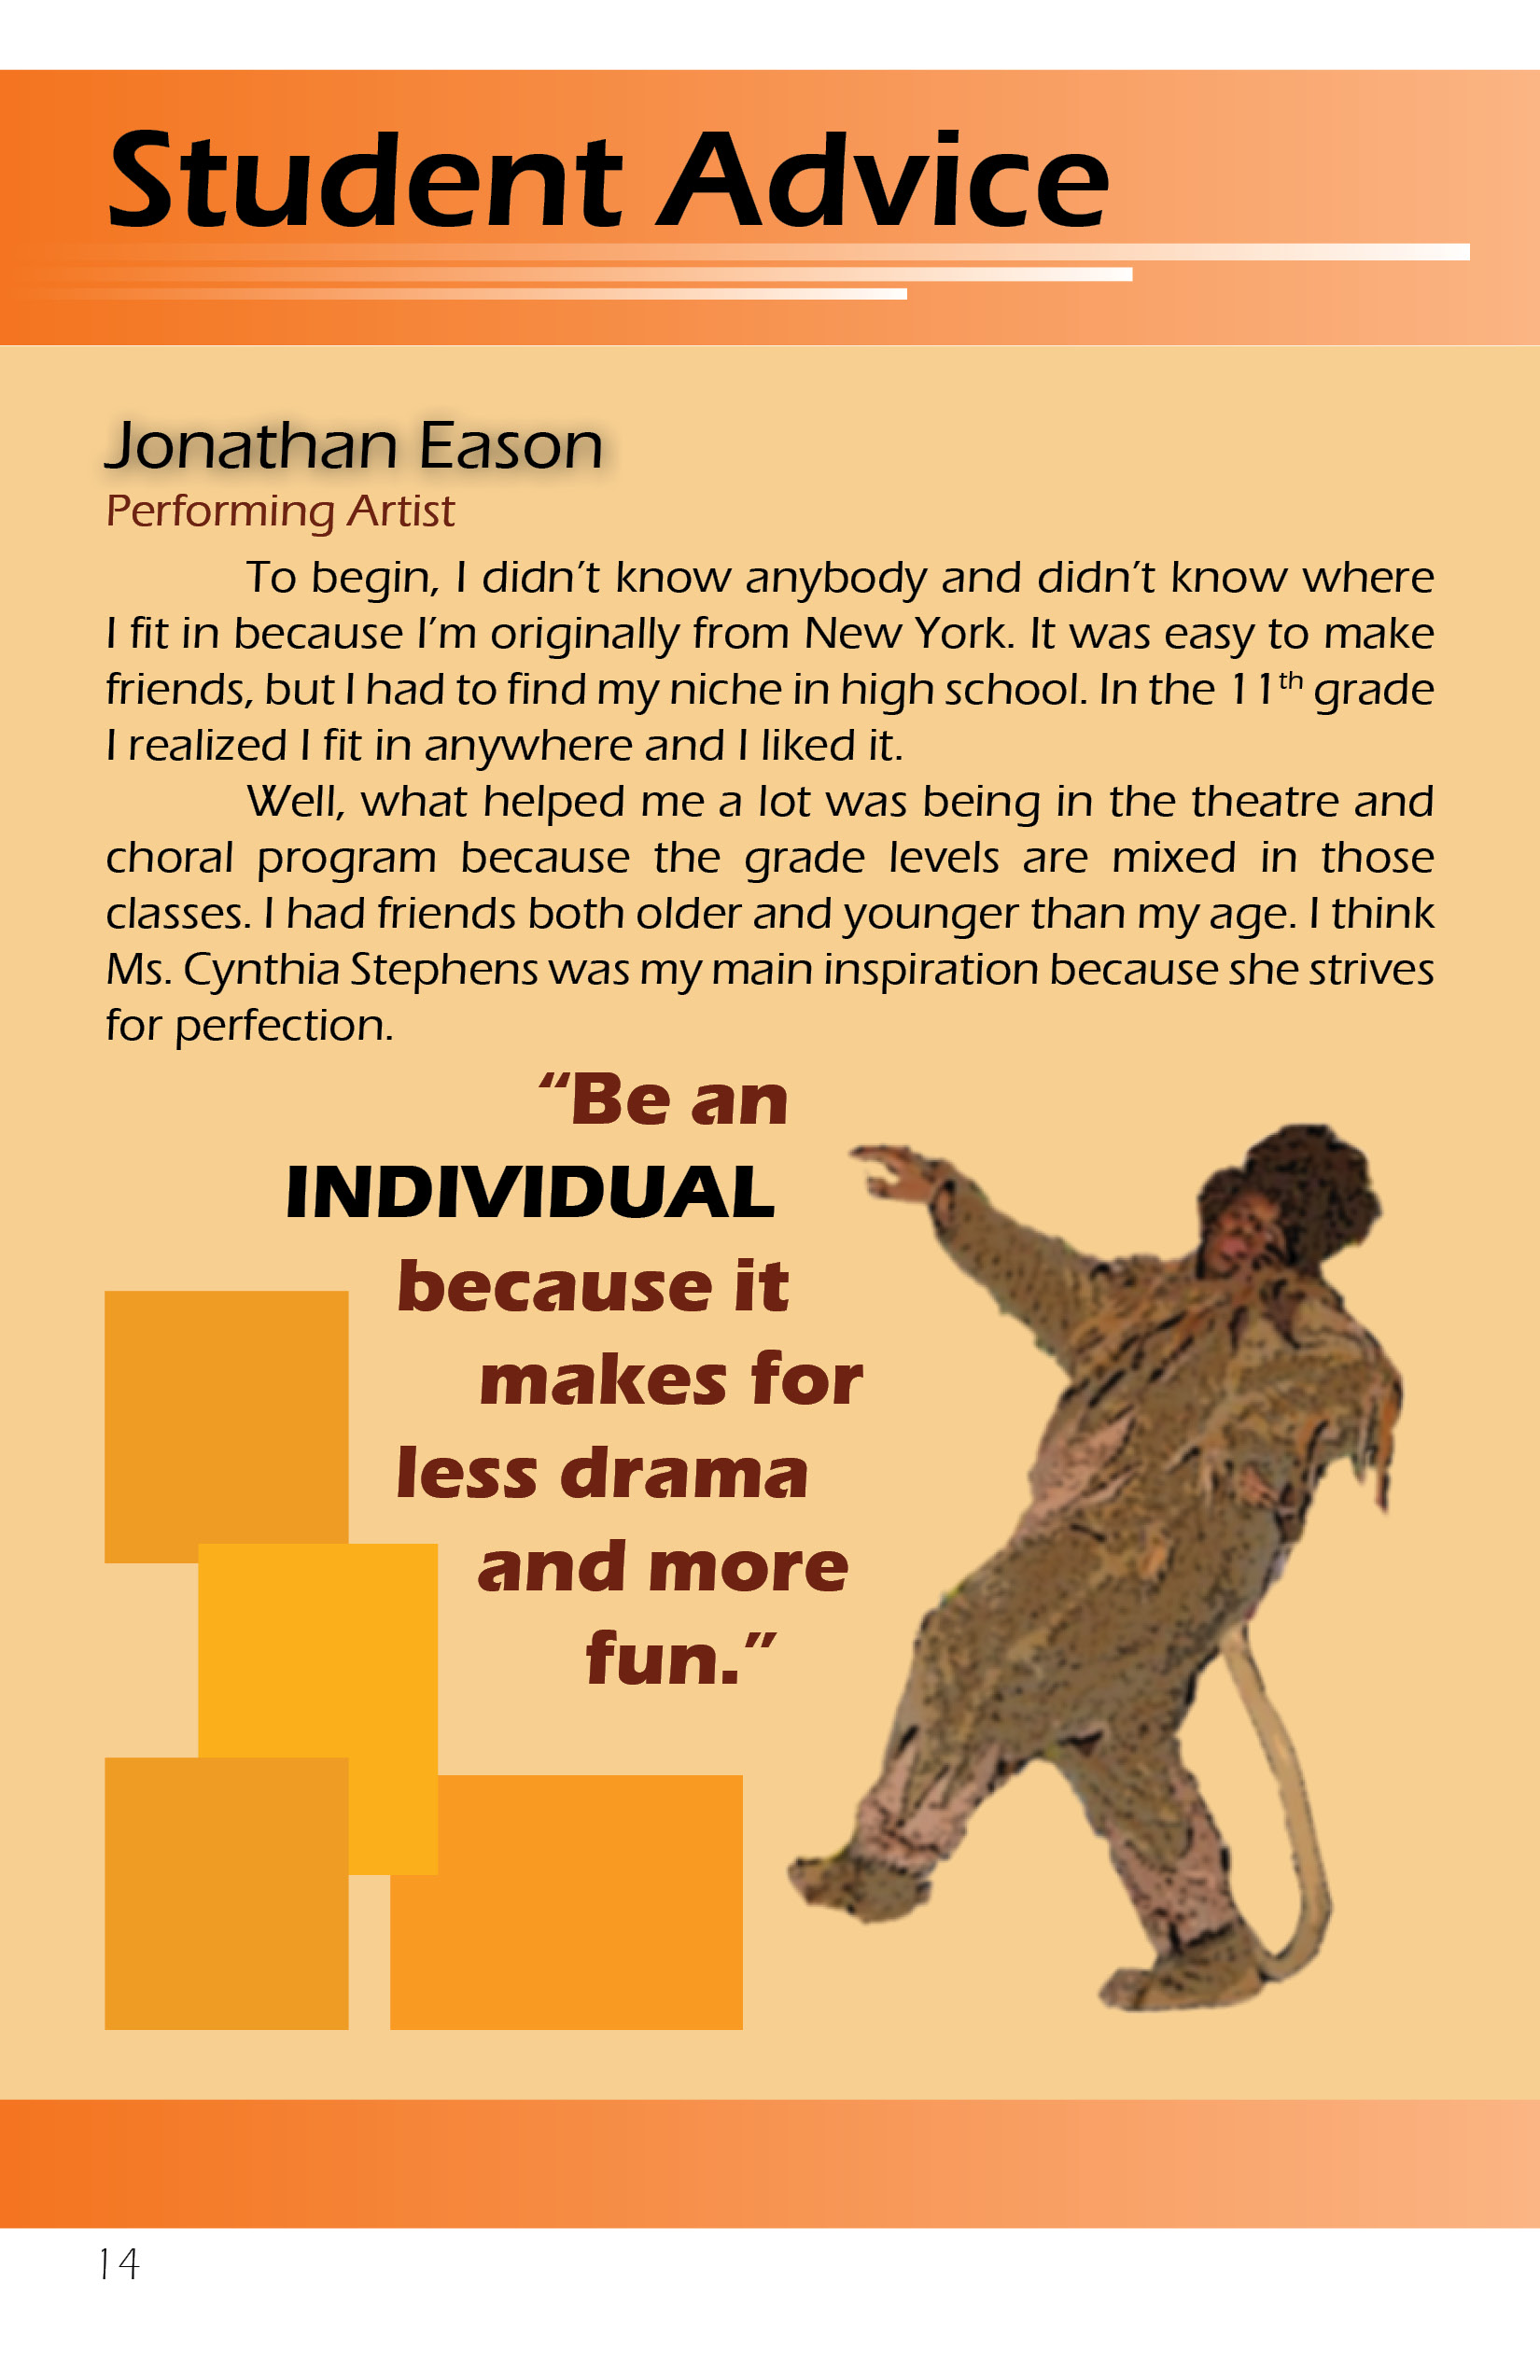 Student Advice
Jonathan Eason
Performing Artist
To begin, I didn’t know anybody and didn’t know where
I fit in because I’m originally from New York. It was easy to make
friends, but I had to find my niche in high school. In the 11th grade
I realized I fit in anywhere and I liked it.
Well, what helped me a lot was being in the theatre and
choral program because the grade levels are mixed in those
classes. I had friends both older and younger than my age. I think
Ms. Cynthia Stephens was my main inspiration because she strives
for perfection.
“Be an
INDIVIDUAL
because it
makes for
less drama
and more
fun.”
14